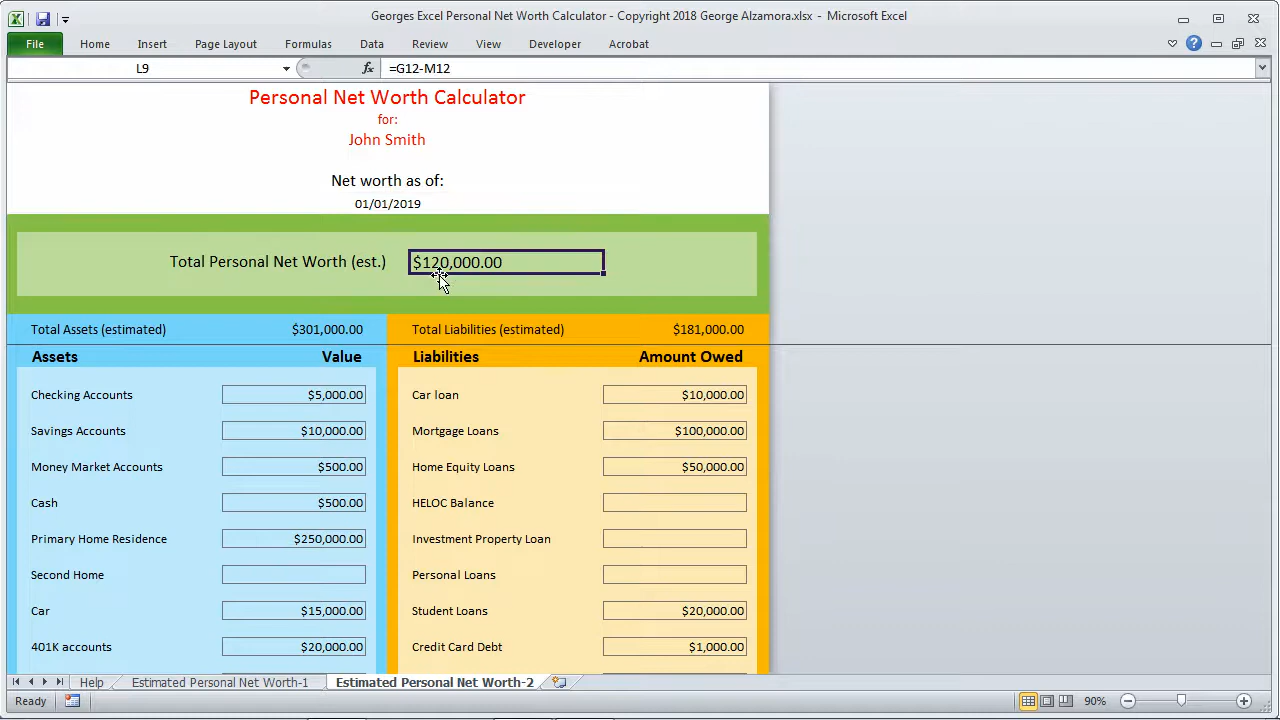 Georges Excel Personal Net Worth Calculator - Copyright 2018 George Alzamora.xlsx - Microsoft Excel
File Home Insert Page Layout Formulas Data Review View Developer Acrobat
L9 fx =G12-M12
Personal Net Worth Calculator
for:
John Smith
Net worth as of:
01/01/2019
Total Personal Net Worth (est.) $120,000.00
Total Assets (estimated) $301,000.00 Total Liabilities (estimated) $181,000.00
Assets Value Liabilities Amount Owed
Checking Accounts $5,000.00 Car loan $10,000.00
Savings Accounts $10,000.00 Mortgage Loans $100,000.00
Money Market Accounts $500.00 Home Equity Loans $50,000.00
Cash $500.00 HELOC Balance
Primary Home Residence $250,000.00 Investment Property Loan
Second Home Personal Loans
Car $15,000.00 Student Loans $20,000.00
401K accounts $20,000.00 Credit Card Debt $1,000.00
Help Estimated Personal Net Worth-1 Estimated Personal Net Worth-2
Ready 90%